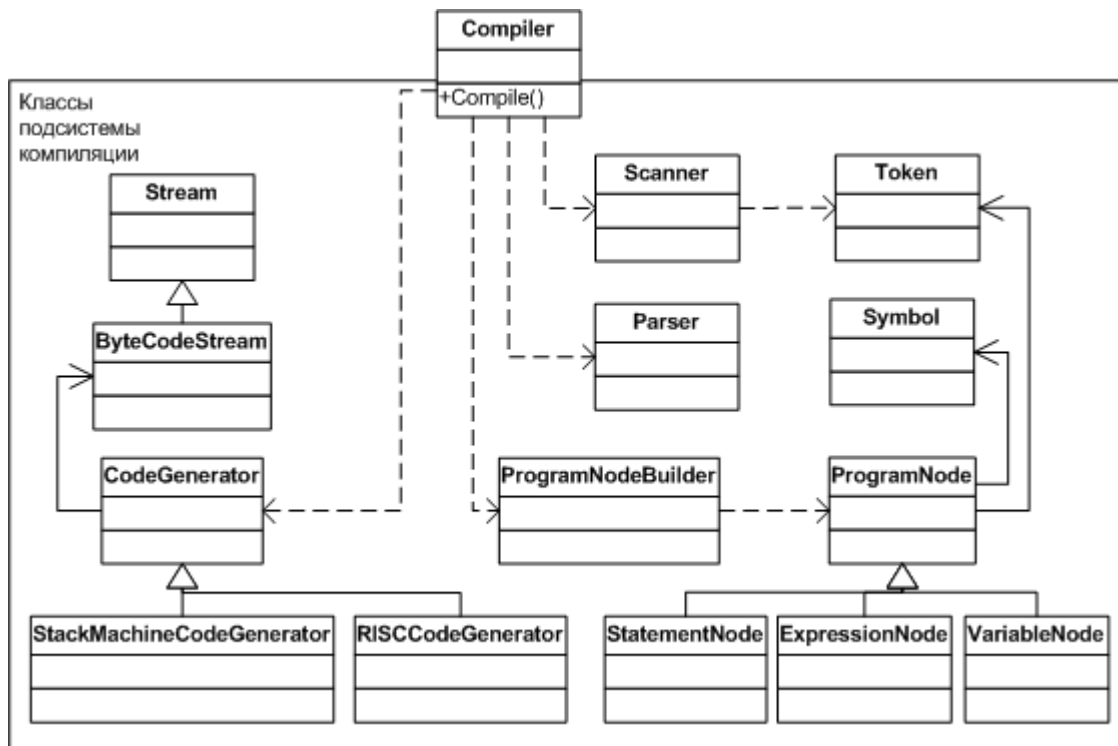 Compiler
+Compile()
Классы
подсистемы
компиляции
Stream
Scanner
Token
ByteCodeStream
Parser
Symbol
CodeGenerator
ProgramNodeBuilder
ProgramNode
StackMachineCodeGenerator
RISCCodeGenerator
StatementNode
ExpressionNode
VariableNode